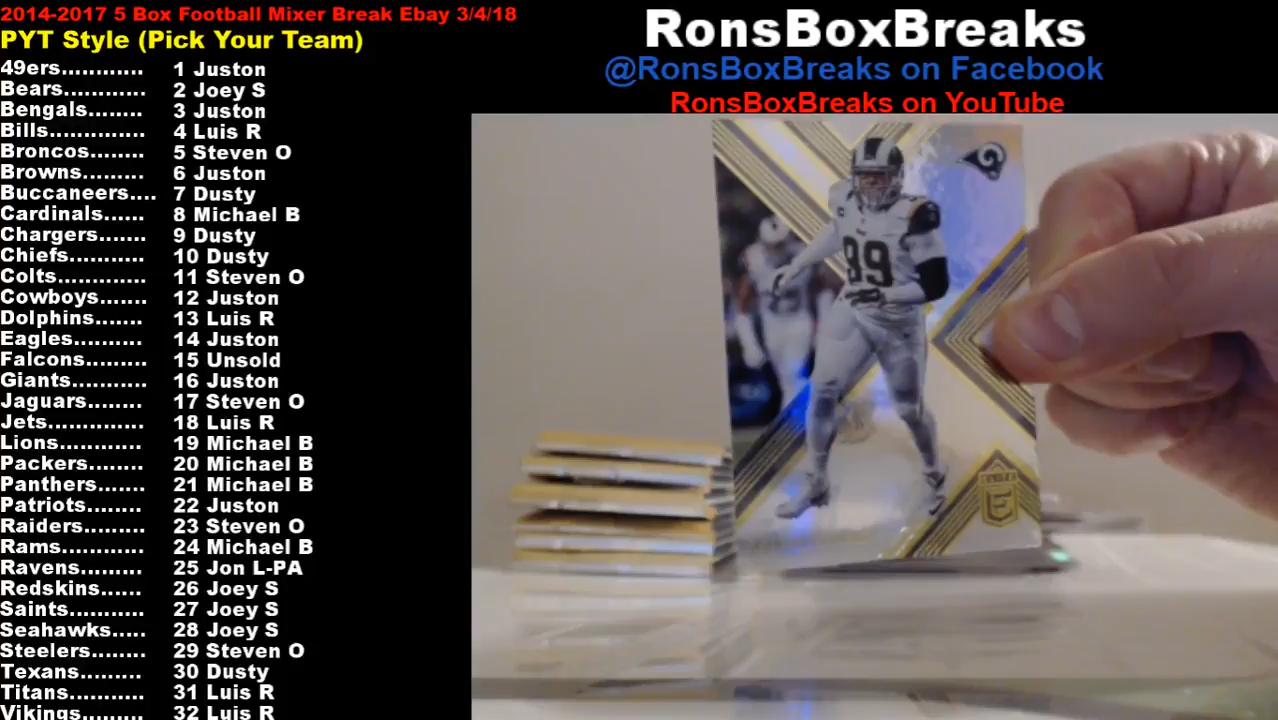 2014-2017 5 Box Football Mixer Break Ebay 3/4/18
PYT Style (Pick Your Team)
49ers............ 1 Juston
Bears............ 2 Joey S
Bengals........ 3 Juston
Bills.............. 4 Luis R
Broncos........ 5 Steven O
Browns......... 6 Juston
Buccaneers.... 7 Dusty
Cardinals...... 8 Michael B
Chargers....... 9 Dusty
Chiefs........... 10 Dusty
Colts............. 11 Steven O
Cowboys....... 12 Juston
Dolphins....... 13 Luis R
Eagles.......... 14 Juston
Falcons......... 15 Unsold
Giants........... 16 Juston
Jaguars........ 17 Steven O
Jets.............. 18 Luis R
Lions............ 19 Michael B
Packers........ 20 Michael B
Panthers....... 21 Michael B
Patriots........ 22 Juston
Raiders......... 23 Steven O
Rams............ 24 Michael B
Ravens......... 25 Jon L-PA
Redskins...... 26 Joey S
Saints........... 27 Joey S
Seahawks..... 28 Joey S
Steelers........ 29 Steven O
Texans......... 30 Dusty
Titans........... 31 Luis R
Vikings......... 32 Luis R
RonsBoxBreaks
@RonsBoxBreaks on Facebook
RonsBoxBreaks on YouTube
99
E